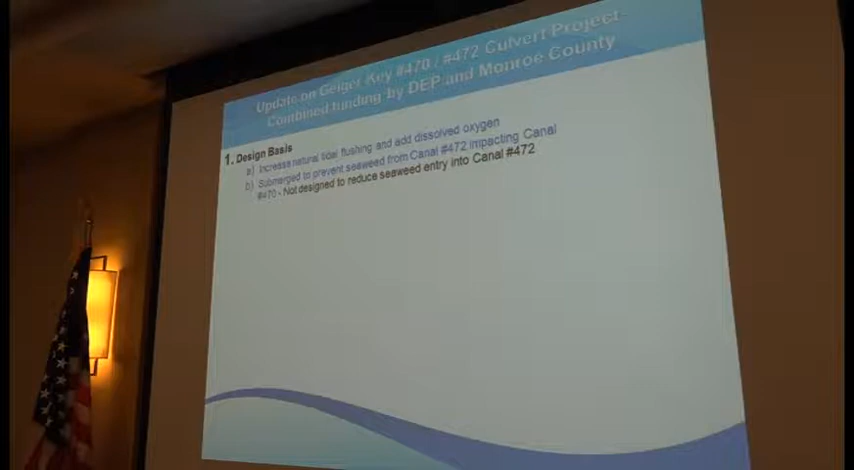 Update on Geiger Key #470 / #472 Culvert Project-
Combined funding by DEP and Monroe County
1. Design Basis
a) Increase natural tidal flushing and add dissolved oxygen
b) Submerged to prevent seaweed from Canal #472 impacting Canal
#470 - Not designed to reduce seaweed entry into Canal #472